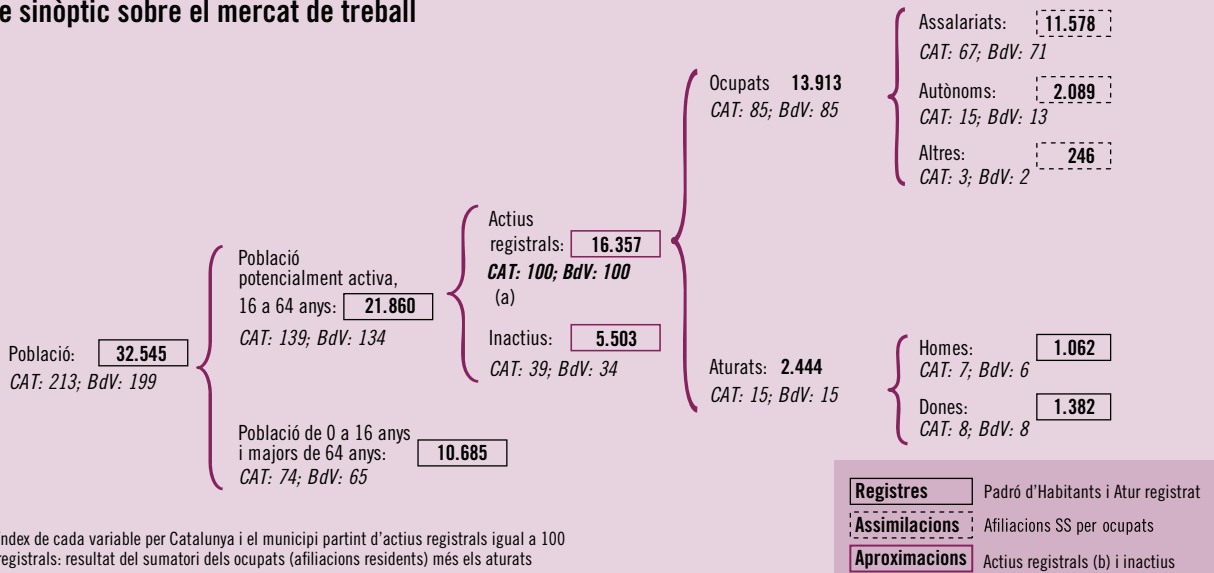 e sinòptic sobre el mercat de treball
Població: 32.545
CAT: 213; BdV: 199
Població
potencialment activa,
16 a 64 anys: 21.860
CAT: 139; BdV: 134
Població de 0 a 16 anys
i majors de 64 anys: 10.685
CAT: 74; BdV: 65
Actius
registrals: 16.357
CAT: 100; BdV: 100
(a)
Inactius: 5.503
CAT: 39; BdV: 34
Ocupats 13.913
CAT: 85; BdV: 85
Aturats: 2.444
CAT: 15; BdV: 15
Assalariats: 11.578
CAT: 67; BdV: 71
Autònoms: 2.089
CAT: 15; BdV: 13
Altres: 246
CAT: 3; BdV: 2
Homes: 1.062
CAT: 7; BdV: 6
Dones: 1.382
CAT: 8; BdV: 8
Registres Padró d'Habitants i Atur registrat
Assimilacions Afiliacions SS per ocupats
Aproximacions Actius registrals (b) i inactius
ndex de cada variable per Catalunya i el municipi partint d'actius registrals igual a 100
registrals: resultat del sumatori dels ocupats (afiliacions residents) més els aturats